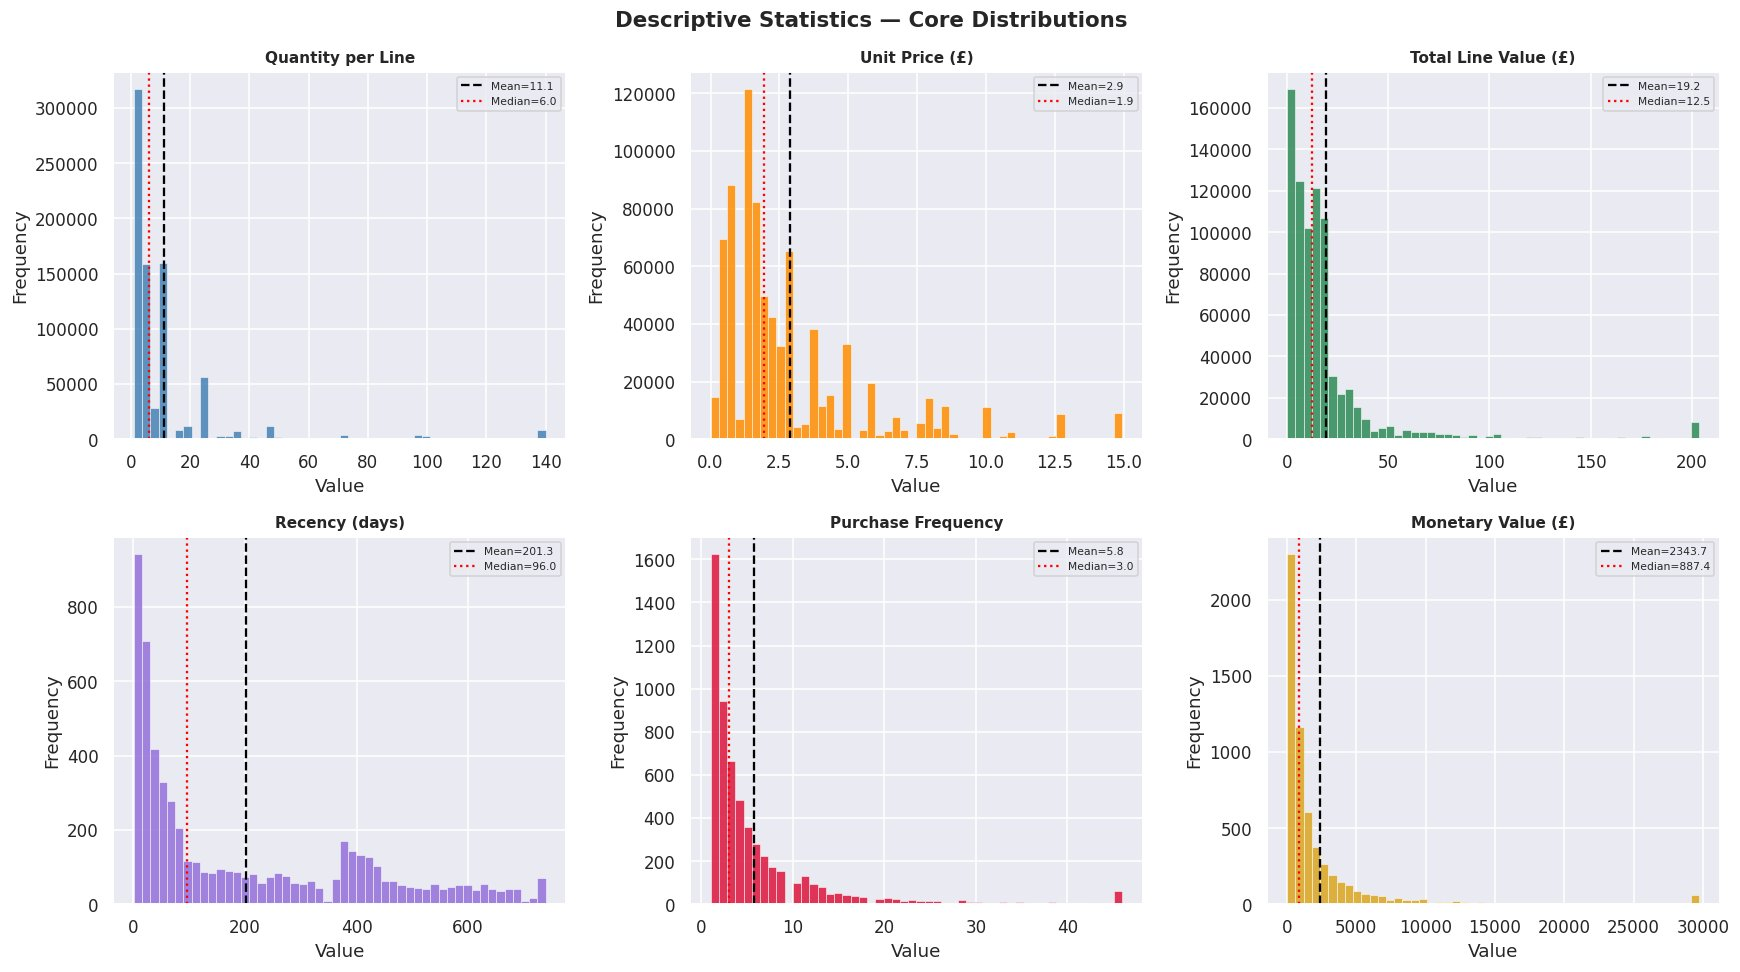 Descriptive Statistics — Core Distributions
Quantity per Line
Mean=11.1
Median=6.0
Frequency
300000
250000
200000
150000
100000
50000
0
0 20 40 60 80 100 120 140
Value
Unit Price (£)
Mean=2.9
Median=1.9
Frequency
120000
100000
80000
60000
40000
20000
0
0.0 2.5 5.0 7.5 10.0 12.5 15.0
Value
Total Line Value (£)
Mean=19.2
Median=12.5
Frequency
160000
140000
120000
100000
80000
60000
40000
20000
0
0 50 100 150 200
Value
Recency (days)
Mean=201.3
Median=96.0
Frequency
800
600
400
200
0
0 200 400 600
Value
Purchase Frequency
Mean=5.8
Median=3.0
Frequency
1600
1400
1200
1000
800
600
400
200
0
0 10 20 30 40
Value
Monetary Value (£)
Mean=2343.7
Median=887.4
Frequency
2000
1500
1000
500
0
0 5000 10000 15000 20000 25000 30000
Value